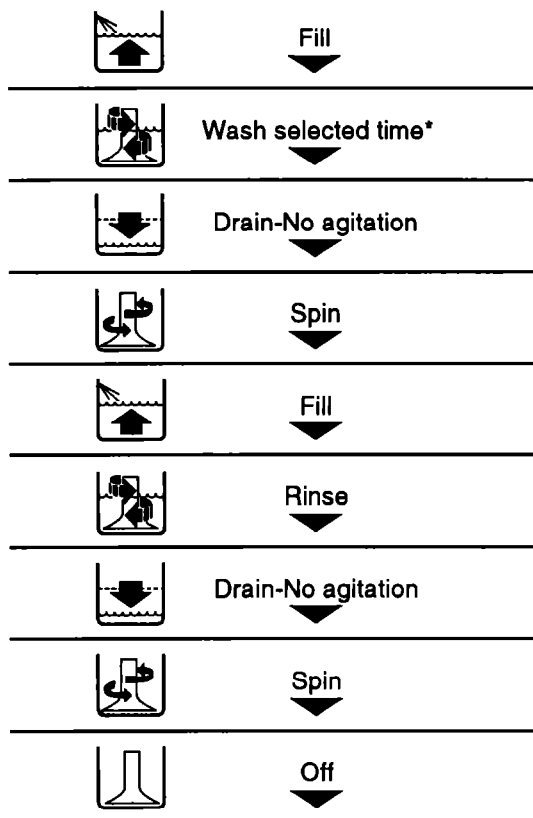 Fill
Wash selected time*
Drain-No agitation
Spin
Fill
Rinse
Drain-No agitation
Spin
Off